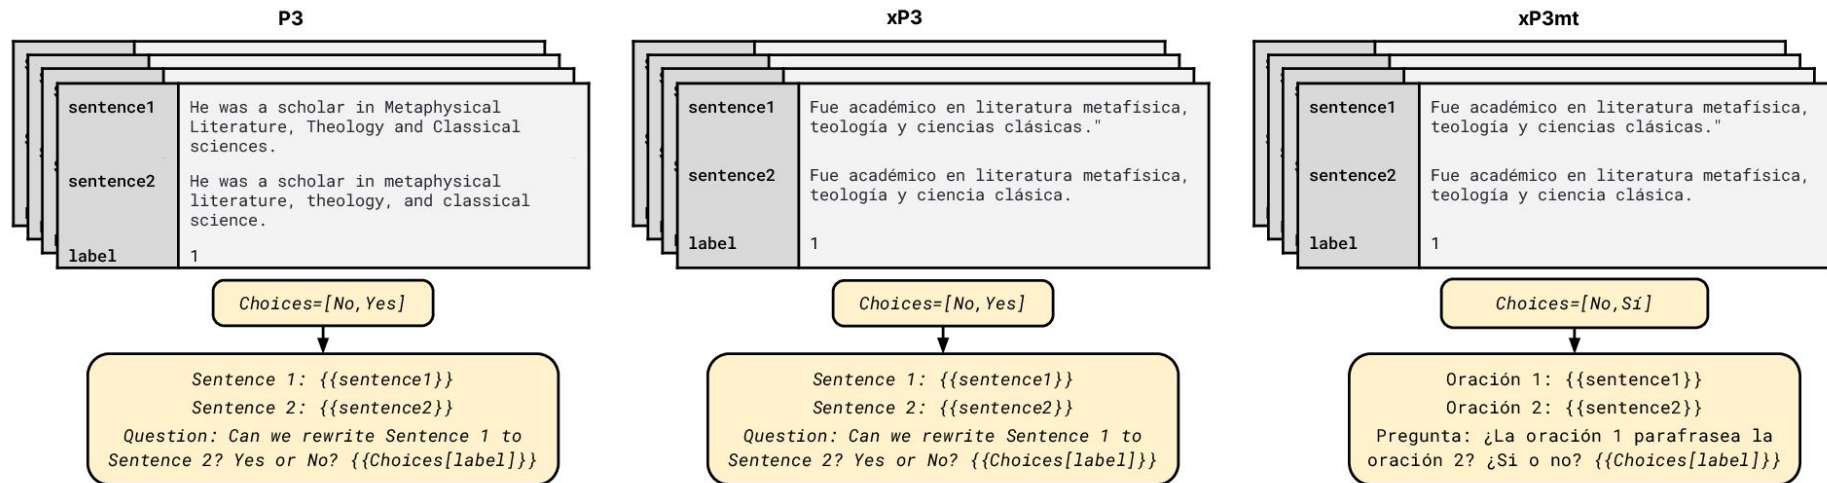 P3
sentence1
He was a scholar in Metaphysical
Literature, Theology and Classical
sciences.
sentence2
He was a scholar in metaphysical
literature, theology, and classical
science.
label
1
Choices=[No,Yes]
Sentence 1: {{sentence1}}
Sentence 2: {{sentence2}}
Question: Can we rewrite Sentence 1 to
Sentence 2? Yes or No? {{Choices[label]}}
xP3
sentence1
Fue académico en literatura metafísica,
teología y ciencias clásicas."
sentence2
Fue académico en literatura metafísica,
teología y ciencia clásica.
label
1
Choices=[No,Yes]
Sentence 1: {{sentence1}}
Sentence 2: {{sentence2}}
Question: Can we rewrite Sentence 1 to
Sentence 2? Yes or No? {{Choices[label]}}
xP3mt
sentence1
Fue académico en literatura metafísica,
teología y ciencias clásicas."
sentence2
Fue académico en literatura metafísica,
teología y ciencia clásica.
label
1
Choices=[No,Sí]
Oración 1: {{sentence1}}
Oración 2: {{sentence2}}
Pregunta: ¿La oración 1 parafrasea la
oración 2? ¿Si o no? {{Choices[label]}}